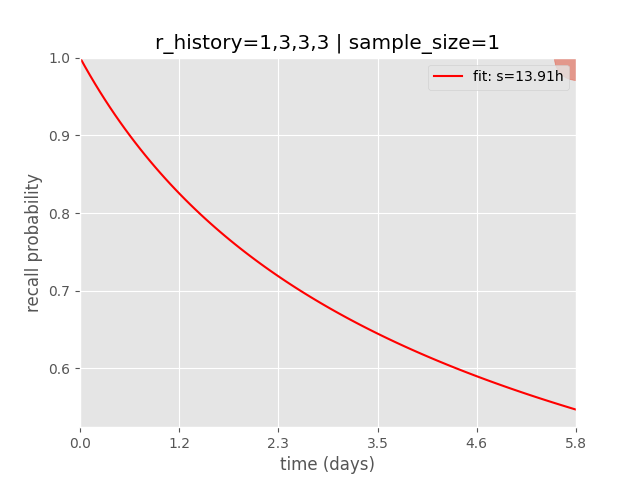 r_history=1,3,3,3 | sample_size=1
1.0
0.9
0.8
0.7
0.6
recall probability
fit: s=13.91h
0.0
1.2
2.3
3.5
4.6
5.8
time (days)